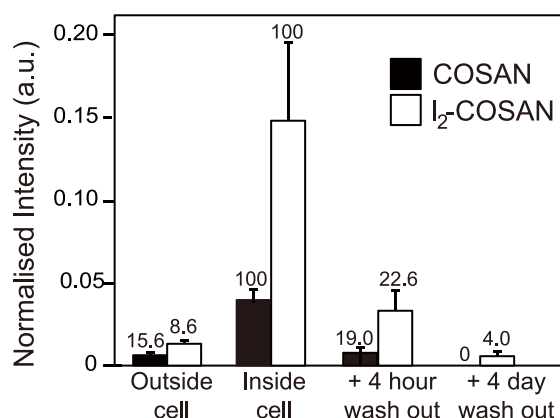 Normalised Intensity (a.u.)
0.20
0.15
0.10
0.05
0
COSAN
I₂-COSAN
15.6
8.6
100
100
19.0
22.6
0
4.0
Outside
cell
Inside
cell
+ 4 hour
wash out
+ 4 day
wash out